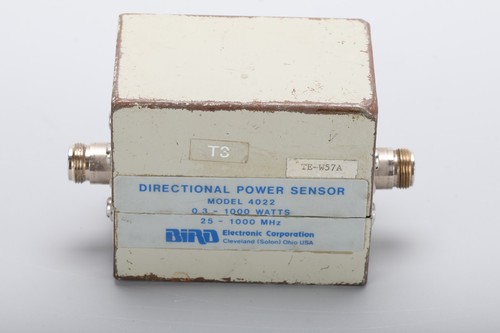 TS
TE-W57A
DIRECTIONAL POWER SENSOR
MODEL 4022
0.3 - 1000 WATTS
25 - 1000 MHz
BIRD Electronic Corporation
Cleveland (Solon) Ohio USA